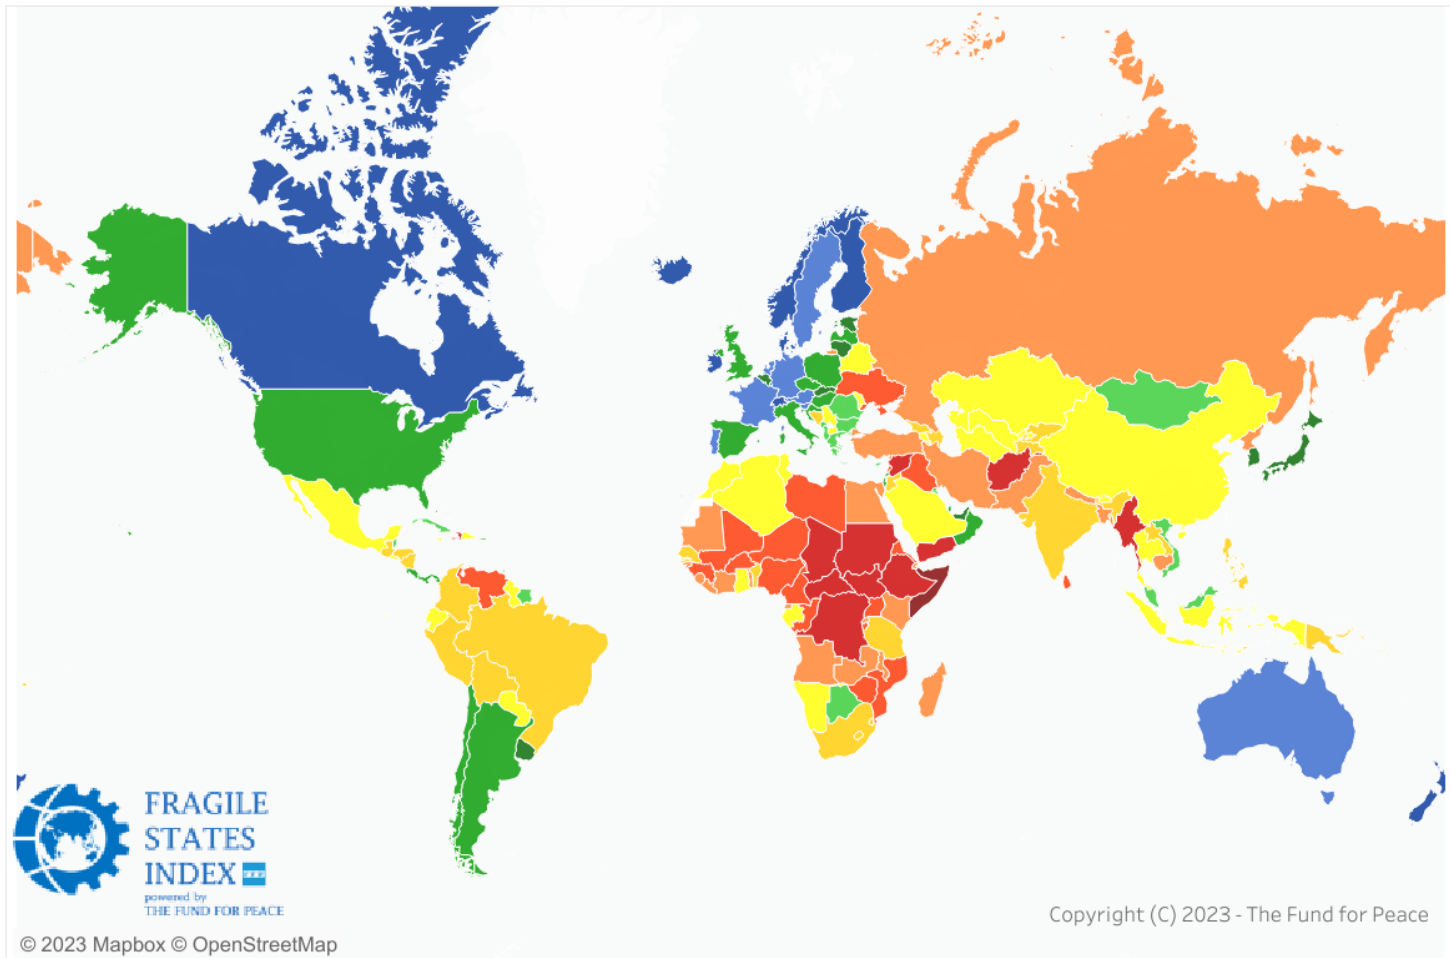 FRAGILE
STATES
INDEX
powered by
THE FUND FOR PEACE
Copyright (C) 2023 - The Fund for Peace
© 2023 Mapbox © OpenStreetMap